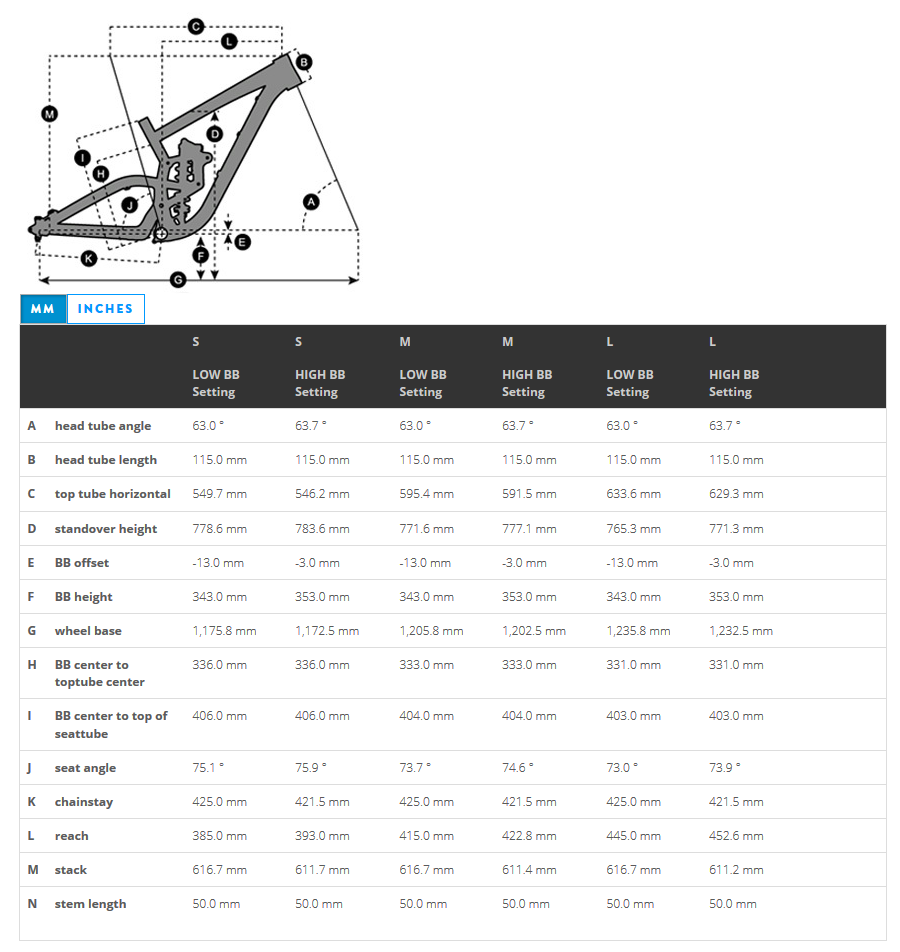 C
L
B
M
D
I
H
J
A
E
F
K
G
MM INCHES
S S M M L L
LOW BB HIGH BB LOW BB HIGH BB LOW BB HIGH BB
Setting Setting Setting Setting Setting Setting
A head tube angle 63.0 ° 63.7 ° 63.0 ° 63.7 ° 63.0 ° 63.7 °
B head tube length 115.0 mm 115.0 mm 115.0 mm 115.0 mm 115.0 mm 115.0 mm
C top tube horizontal 549.7 mm 546.2 mm 595.4 mm 591.5 mm 633.6 mm 629.3 mm
D standover height 778.6 mm 783.6 mm 771.6 mm 777.1 mm 765.3 mm 771.3 mm
E BB offset -13.0 mm -3.0 mm -13.0 mm -3.0 mm -13.0 mm -3.0 mm
F BB height 343.0 mm 353.0 mm 343.0 mm 353.0 mm 343.0 mm 353.0 mm
G wheel base 1,175.8 mm 1,172.5 mm 1,205.8 mm 1,202.5 mm 1,235.8 mm 1,232.5 mm
H BB center to 336.0 mm 336.0 mm 333.0 mm 333.0 mm 331.0 mm 331.0 mm
toptube center
I BB center to top of 406.0 mm 406.0 mm 404.0 mm 404.0 mm 403.0 mm 403.0 mm
seattube
J seat angle 75.1 ° 75.9 ° 73.7 ° 74.6 ° 73.0 ° 73.9 °
K chainstay 425.0 mm 421.5 mm 425.0 mm 421.5 mm 425.0 mm 421.5 mm
L reach 385.0 mm 393.0 mm 415.0 mm 422.8 mm 445.0 mm 452.6 mm
M stack 616.7 mm 611.7 mm 616.7 mm 611.4 mm 616.7 mm 611.2 mm
N stem length 50.0 mm 50.0 mm 50.0 mm 50.0 mm 50.0 mm 50.0 mm